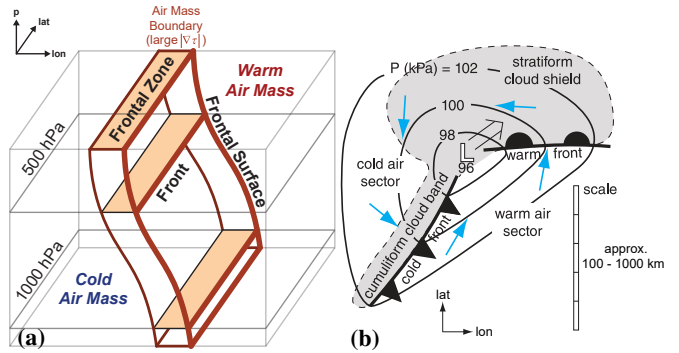 p
lat
lon
Air Mass
Boundary
(large |∇τ|)
Warm
Air Mass
Frontal Zone
Frontal Surface
Front
500 hPa
1000 hPa
Cold
Air Mass
(a)
P (kPa) = 102
stratiform
cloud shield
100
98
L
96
warm front
cold air
sector
warm air
sector
cumuliform cloud band
cold front
scale
approx.
100 - 1000 km
lat
lon
(b)